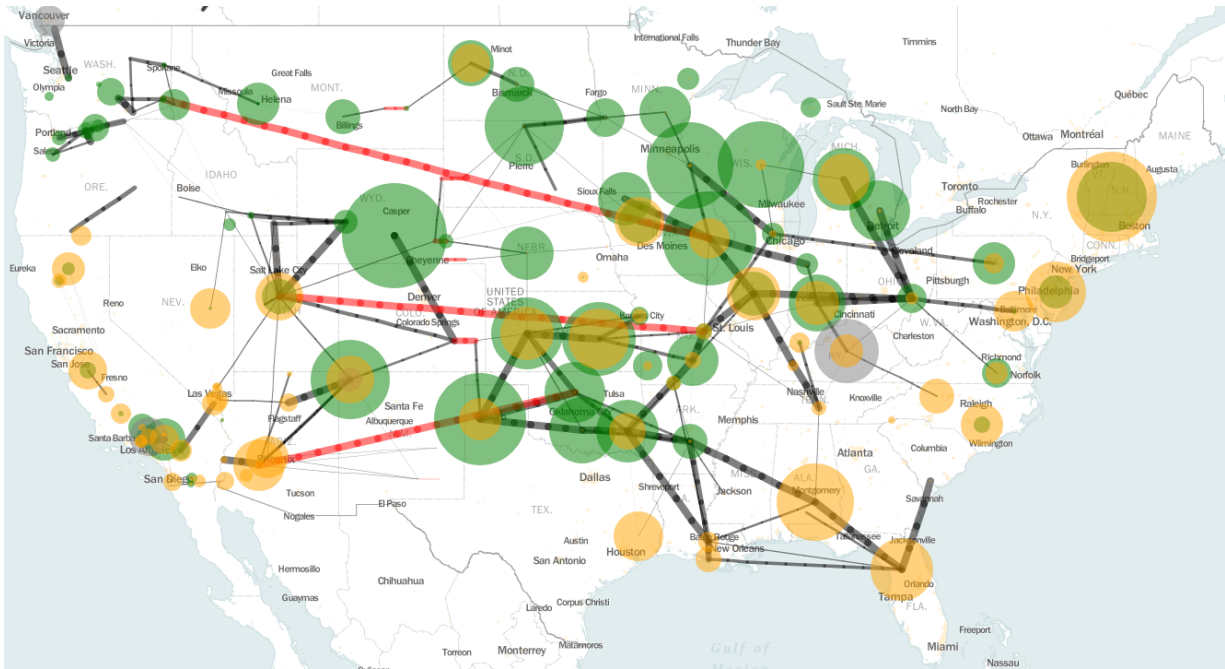 Vancouver
Victoria
Seattle
WASH.
Spokane
Olympia
Great Falls
Missoula
Helena
MONT.
Portland
Salem
Billings
ORE.
Boise
IDAHO
WYO.
Casper
Minot
N.D.
Bismarck
Fargo
MINN.
International Falls
Thunder Bay
Timmins
Sault Ste. Marie
North Bay
Québec
Ottawa
Montréal
MAINE
S.D.
Pierre
Minneapolis
WIS.
MICH.
Sioux Falls
Milwaukee
Toronto
Rochester
Buffalo
Burlington
VT.
N.H.
Augusta
Boston
N.Y.
CONN.
Bridgeport
New York
Eureka
Elko
Reno
NEV.
Salt Lake City
UTAH
Cheyenne
NEBR.
Omaha
Des Moines
Chicago
Detroit
Cleveland
Pittsburgh
Philadelphia
Baltimore
Washington, D.C.
Sacramento
San Francisco
San Jose
Fresno
Denver
COLO.
Colorado Springs
UNITED
STATES
OF AMERICA
Kansas City
St. Louis
Cincinnati
W.VA.
Charleston
Richmond
Norfolk
KY.
Las Vegas
Flagstaff
Santa Fe
Albuquerque
Tulsa
Oklahoma City
ARK.
Memphis
Nashville
TENN.
Knoxville
Raleigh
Wilmington
Santa Barbara
Los Angeles
San Diego
Phoenix
Tucson
Nogales
El Paso
Dallas
TEX.
Shreveport
MISS.
Jackson
ALA.
Montgomery
Atlanta
GA.
Columbia
Savannah
Austin
Houston
San Antonio
Baton Rouge
New Orleans
Tallahassee
Jacksonville
Orlando
Tampa
FLA.
Miami
Freeport
Nassau
Hermosillo
Guaymas
Chihuahua
Laredo
Corpus Christi
Torreon
Monterrey
Matamoros
Gulf of
Mexico